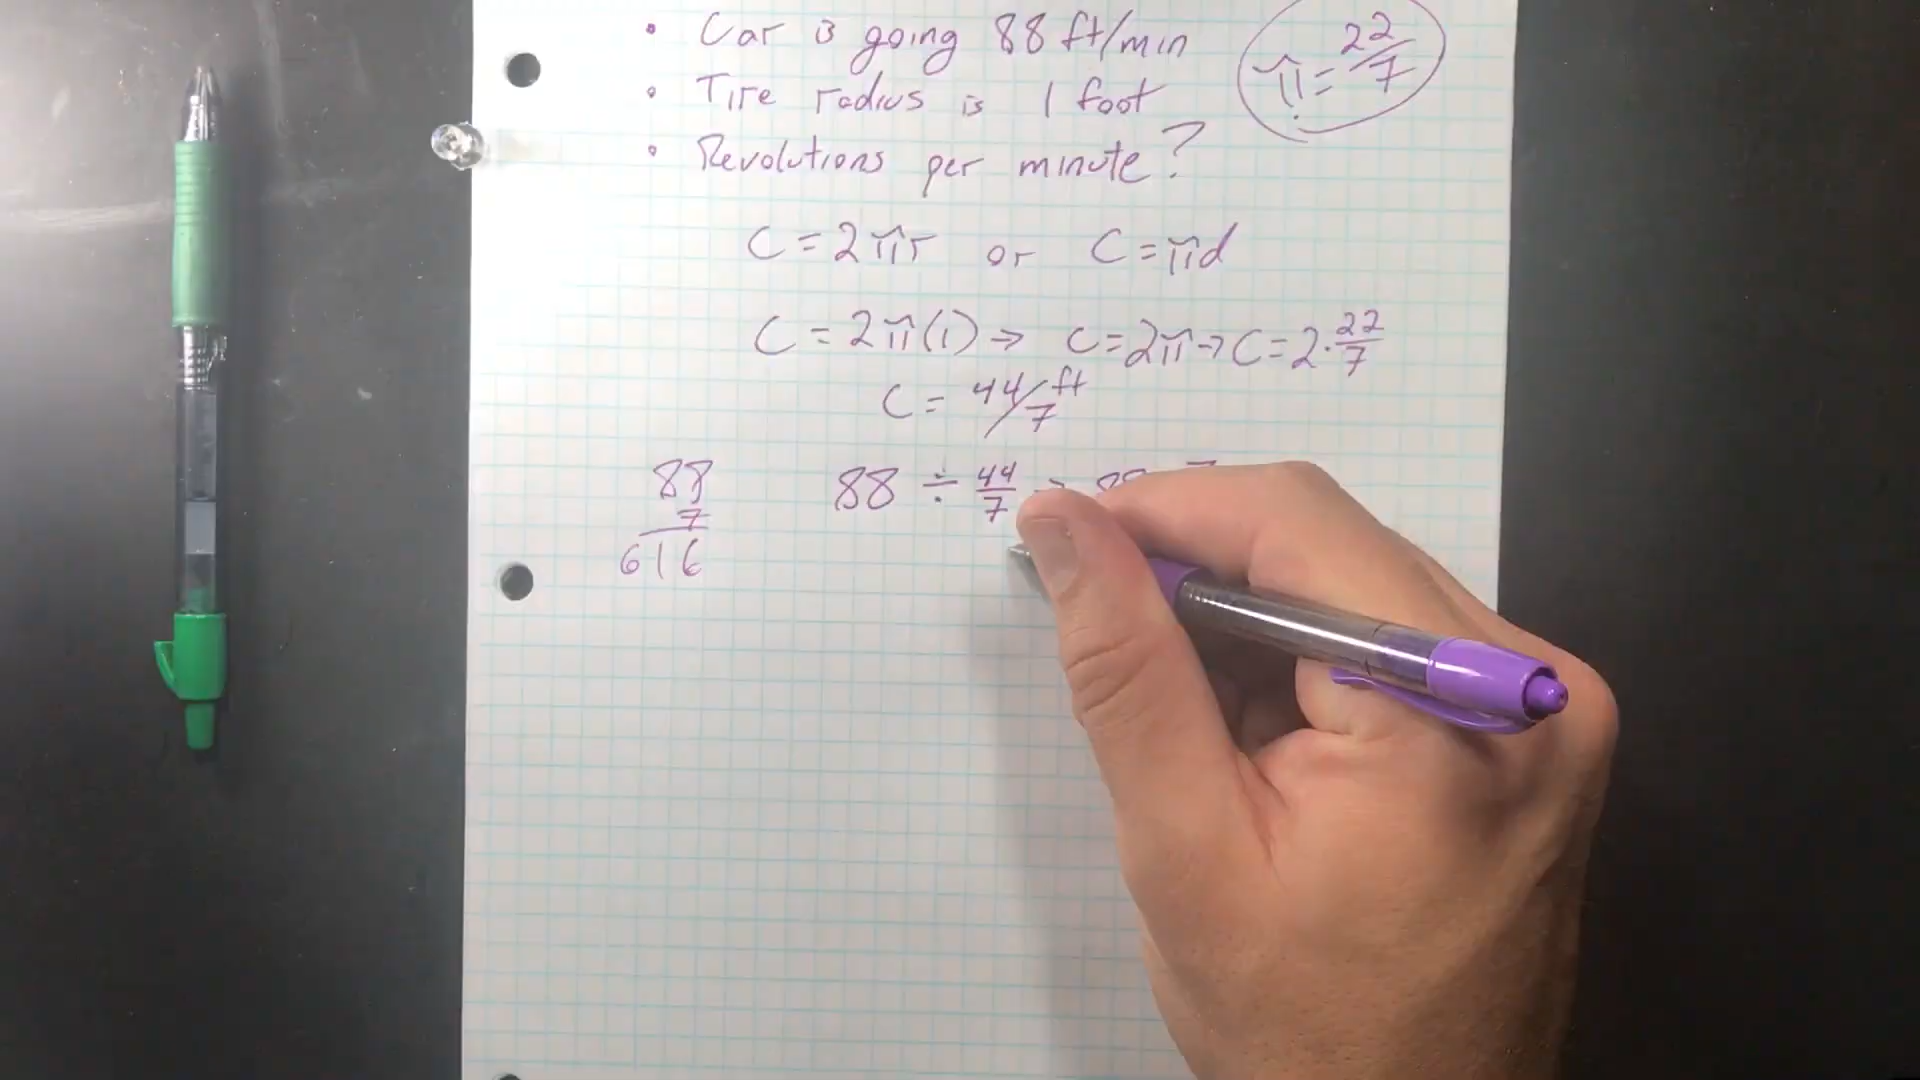 • Car is going 88 ft/min
π = 22/7
• Tire radius is 1 foot
• Revolutions per minute?
C = 2πr or C = πd
C = 2π(1) → C = 2π → C = 2 · 22/7
C = 44/7 ft
88
7
616
88 ÷ 44/7 →